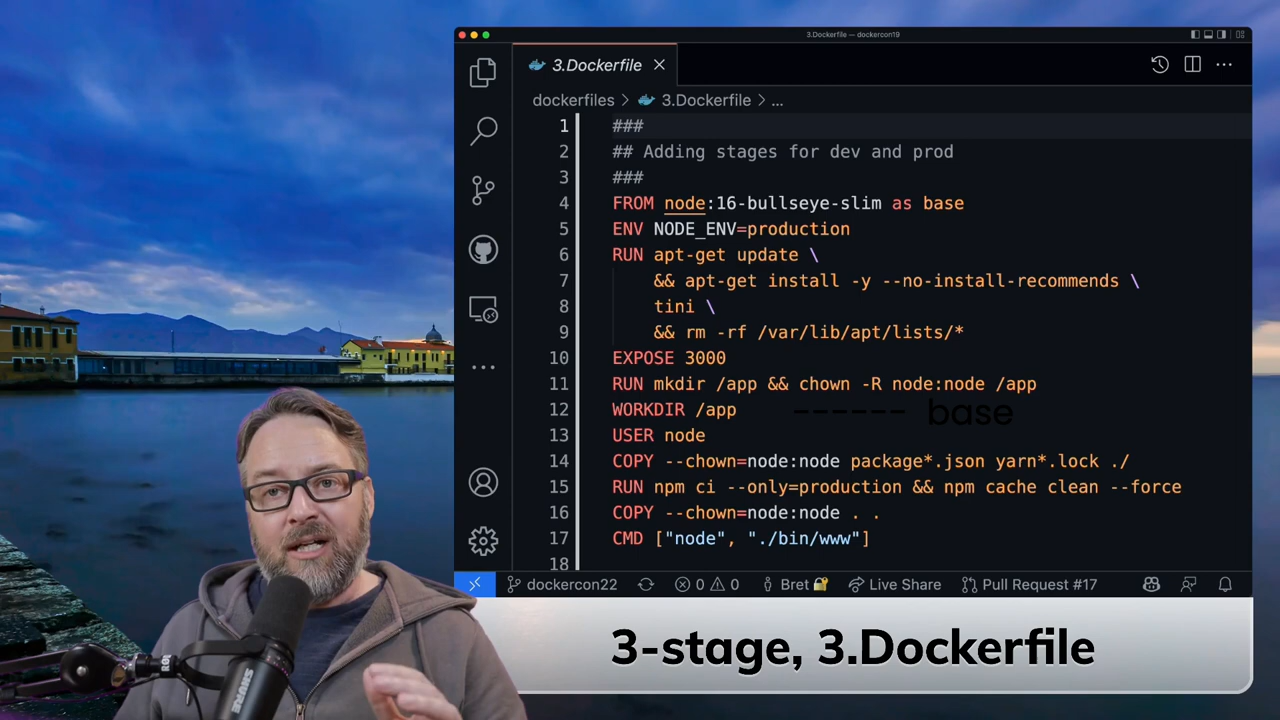 3.Dockerfile — dockercon19
3.Dockerfile
dockerfiles > 3.Dockerfile > ...
1 ###
2 ## Adding stages for dev and prod
3 ###
4 FROM node:16-bullseye-slim as base
5 ENV NODE_ENV=production
6 RUN apt-get update \
7 && apt-get install -y --no-install-recommends \
8 tini \
9 && rm -rf /var/lib/apt/lists/*
10 EXPOSE 3000
11 RUN mkdir /app && chown -R node:node /app
12 WORKDIR /app ------ base
13 USER node
14 COPY --chown=node:node package*.json yarn*.lock ./
15 RUN npm ci --only=production && npm cache clean --force
16 COPY --chown=node:node . .
17 CMD ["node", "./bin/www"]
18
dockercon22 0 0 Bret Live Share Pull Request #17
3-stage, 3.Dockerfile
SHURE